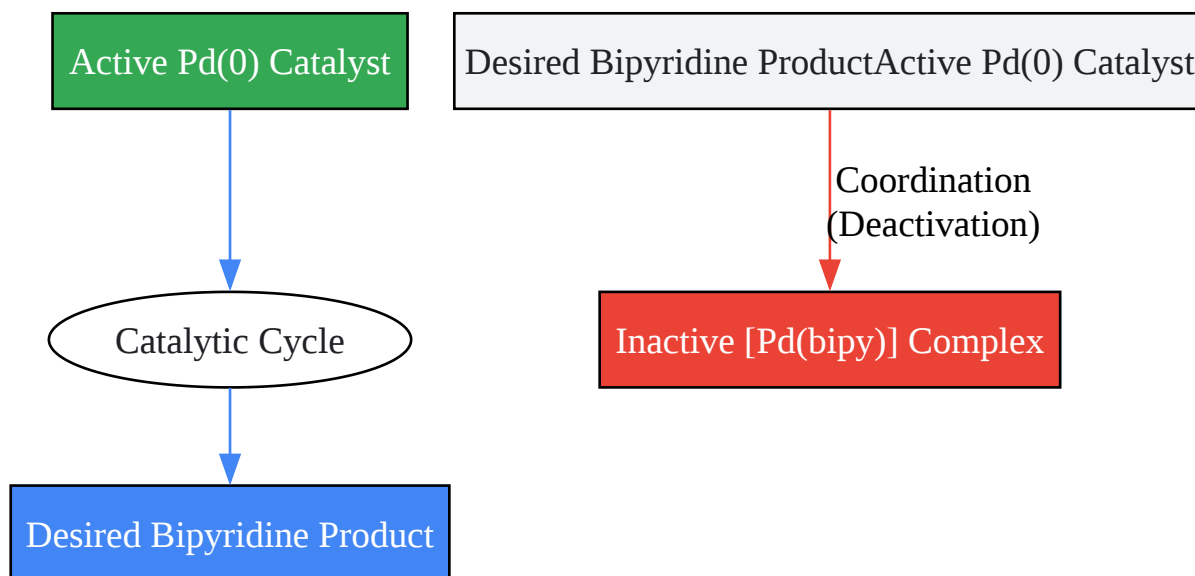 Active Pd(0) Catalyst
Desired Bipyridine ProductActive Pd(0) Catalyst
Coordination
(Deactivation)
Catalytic Cycle
Inactive [Pd(bipy)] Complex
Desired Bipyridine Product